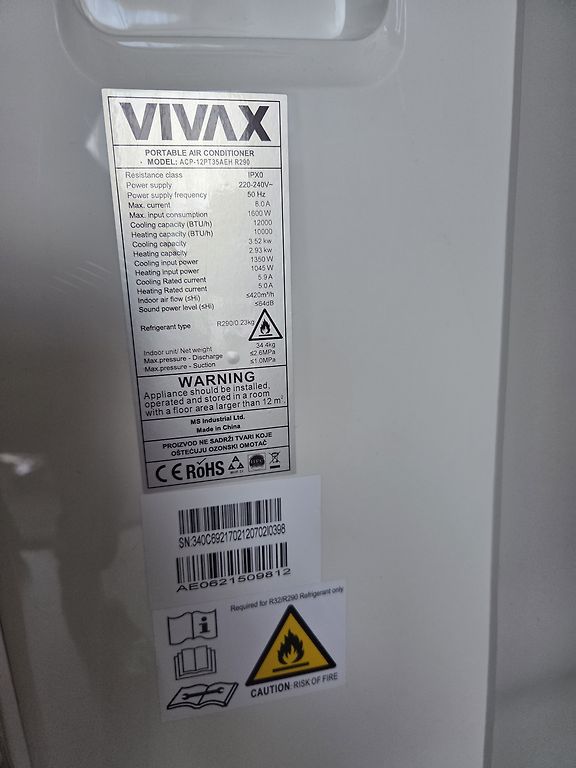 VIVAX
PORTABLE AIR CONDITIONER
MODEL: ACP-12PT35AEH R290
Resistance class IPX0
Power supply 220-240V~
Power supply frequency 50 Hz
Max. current 8.0 A
Max. input consumption 1600 W
Cooling capacity (BTU/h) 12000
Heating capacity (BTU/h) 10000
Cooling capacity 3.52 kw
Heating capacity 2.93 kw
Cooling input power 1350 W
Heating input power 1045 W
Cooling Rated current 5.9 A
Heating Rated current 5.0 A
Indoor air flow (≤Hi) ≤420m³/h
Sound power level (≤Hi) ≤64dB
Refrigerant type R290/0.23kg
Indoor unit/ Net weight 34.4kg
Max.pressure - Discharge ≤2.6MPa
Max.pressure - Suction ≤1.0MPa
WARNING
Appliance should be installed,
operated and stored in a room
with a floor area larger than 12 m².
MS Industrial Ltd.
Made in China
PROIZVOD NE SADRŽI TVARI KOJE
OŠTEĆUJU OZONSKI OMOTAČ
CE RoHS
SN:340C692170212070210398
AE0621509812
Required for R32/R290 Refrigerant only
CAUTION: RISK OF FIRE